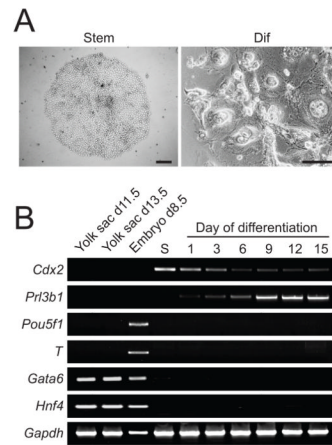 A
Stem Dif
B
Yolk sac d11.5
Yolk sac d13.5
Embryo d8.5
Day of differentiation
S 1 3 6 9 12 15
Cdx2
Prl3b1
Pou5f1
T
Gata6
Hnf4
Gapdh